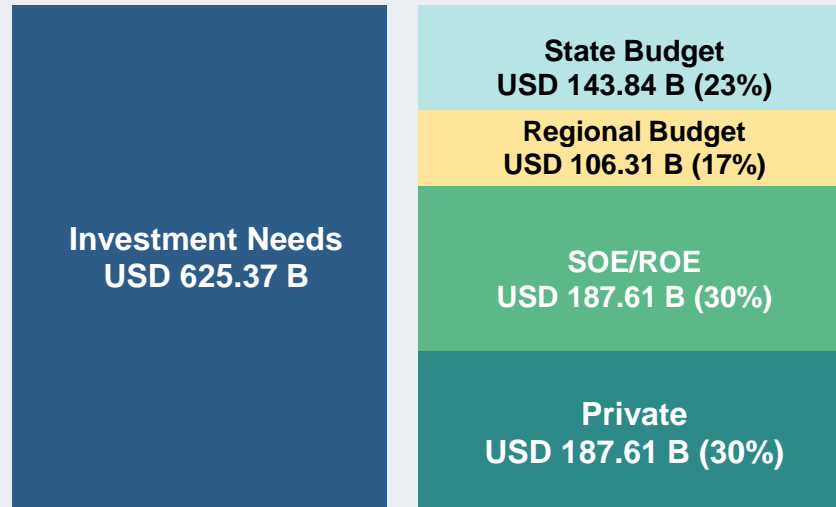 Investment Needs
USD 625.37 B
State Budget
USD 143.84 B (23%)
Regional Budget
USD 106.31 B (17%)
SOE/ROE
USD 187.61 B (30%)
Private
USD 187.61 B (30%)